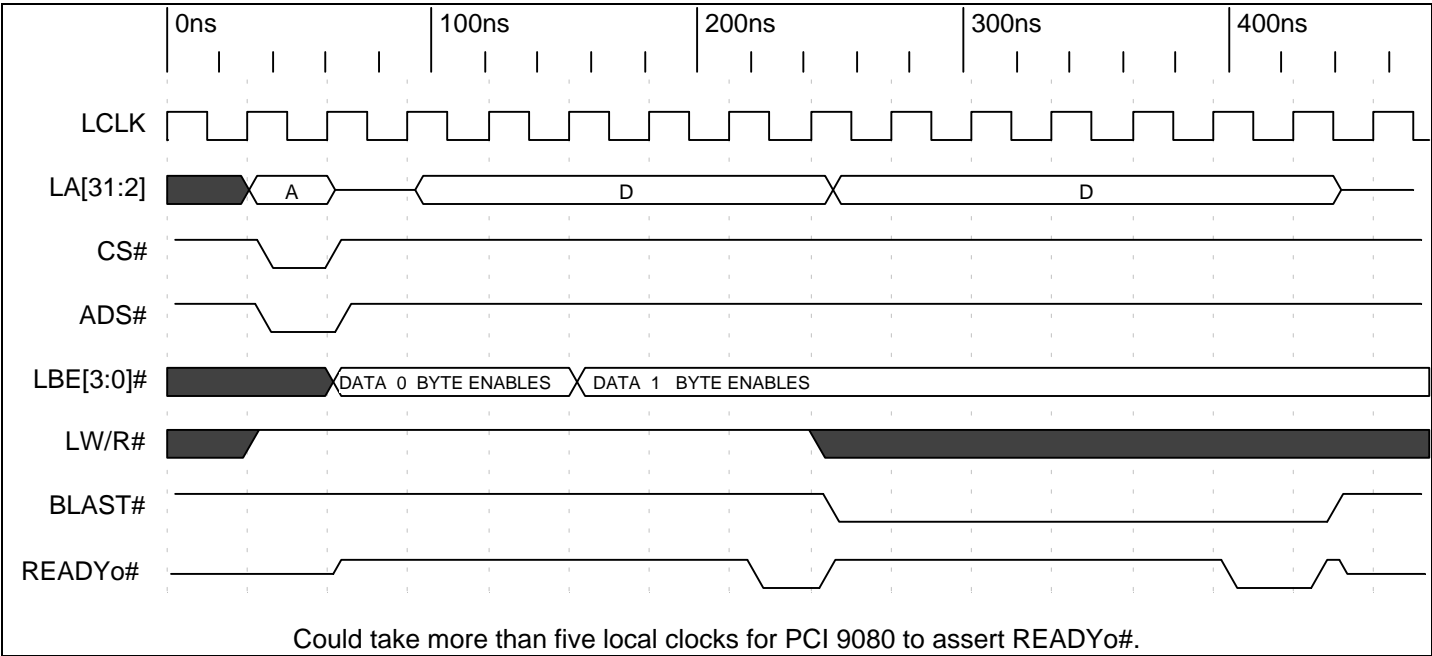 0ns 100ns 200ns 300ns 400ns
LCLK
LA[31:2] A D D
CS#
ADS#
LBE[3:0]# DATA 0 BYTE ENABLES DATA 1 BYTE ENABLES
LW/R#
BLAST#
READYo#
Could take more than five local clocks for PCI 9080 to assert READYo#.